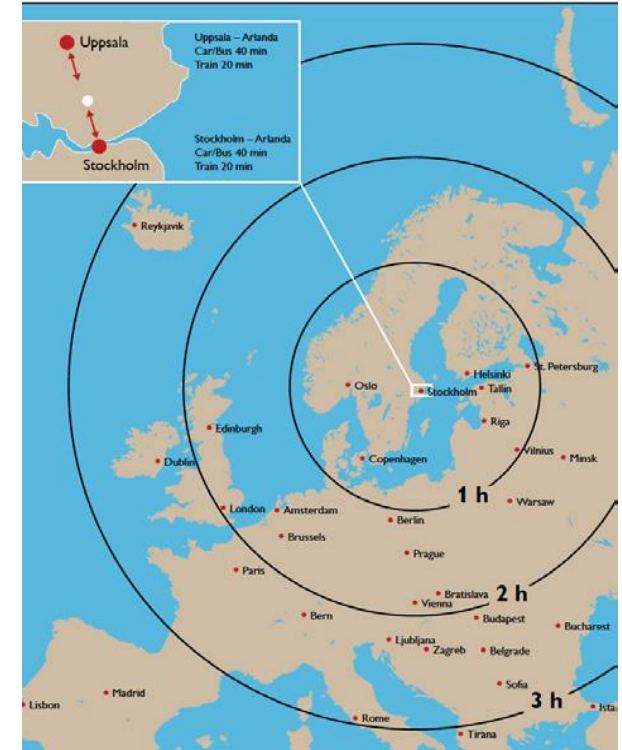 Uppsala
Uppsala – Arlanda
Car/Bus 40 min
Train 20 min
Stockholm – Arlanda
Car/Bus 40 min
Train 20 min
Stockholm
Reykjavik
St. Petersburg
Helsinki
Oslo
Stockholm
Tallin
Riga
Edinburgh
Vilnius
Copenhagen
Minsk
Dublin
1 h
Warsaw
London
Amsterdam
Berlin
Brussels
Prague
Paris
Bratislava
2 h
Vienna
Bern
Budapest
Bucharest
Ljubljana
Zagreb
Belgrade
Sofia
Madrid
3 h
Lisbon
Ista
Rome
Tirana